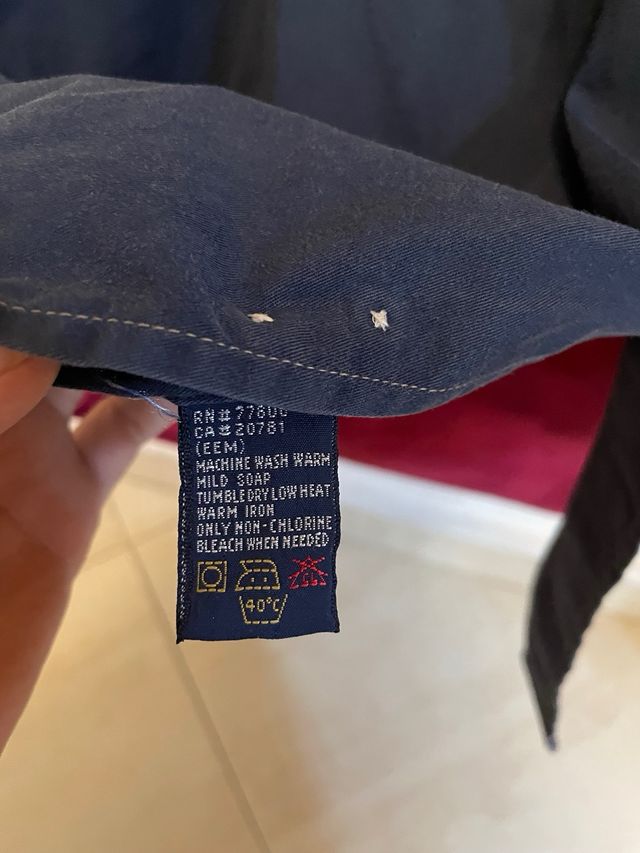 RN#
CA#20781
(EEM)
MACHINE WASH WARM
MILD SOAP
TUMBLE DRY LOW HEAT
WARM IRON
ONLY NON-CHLORINE
BLEACH WHEN NEEDED
CL
40°C